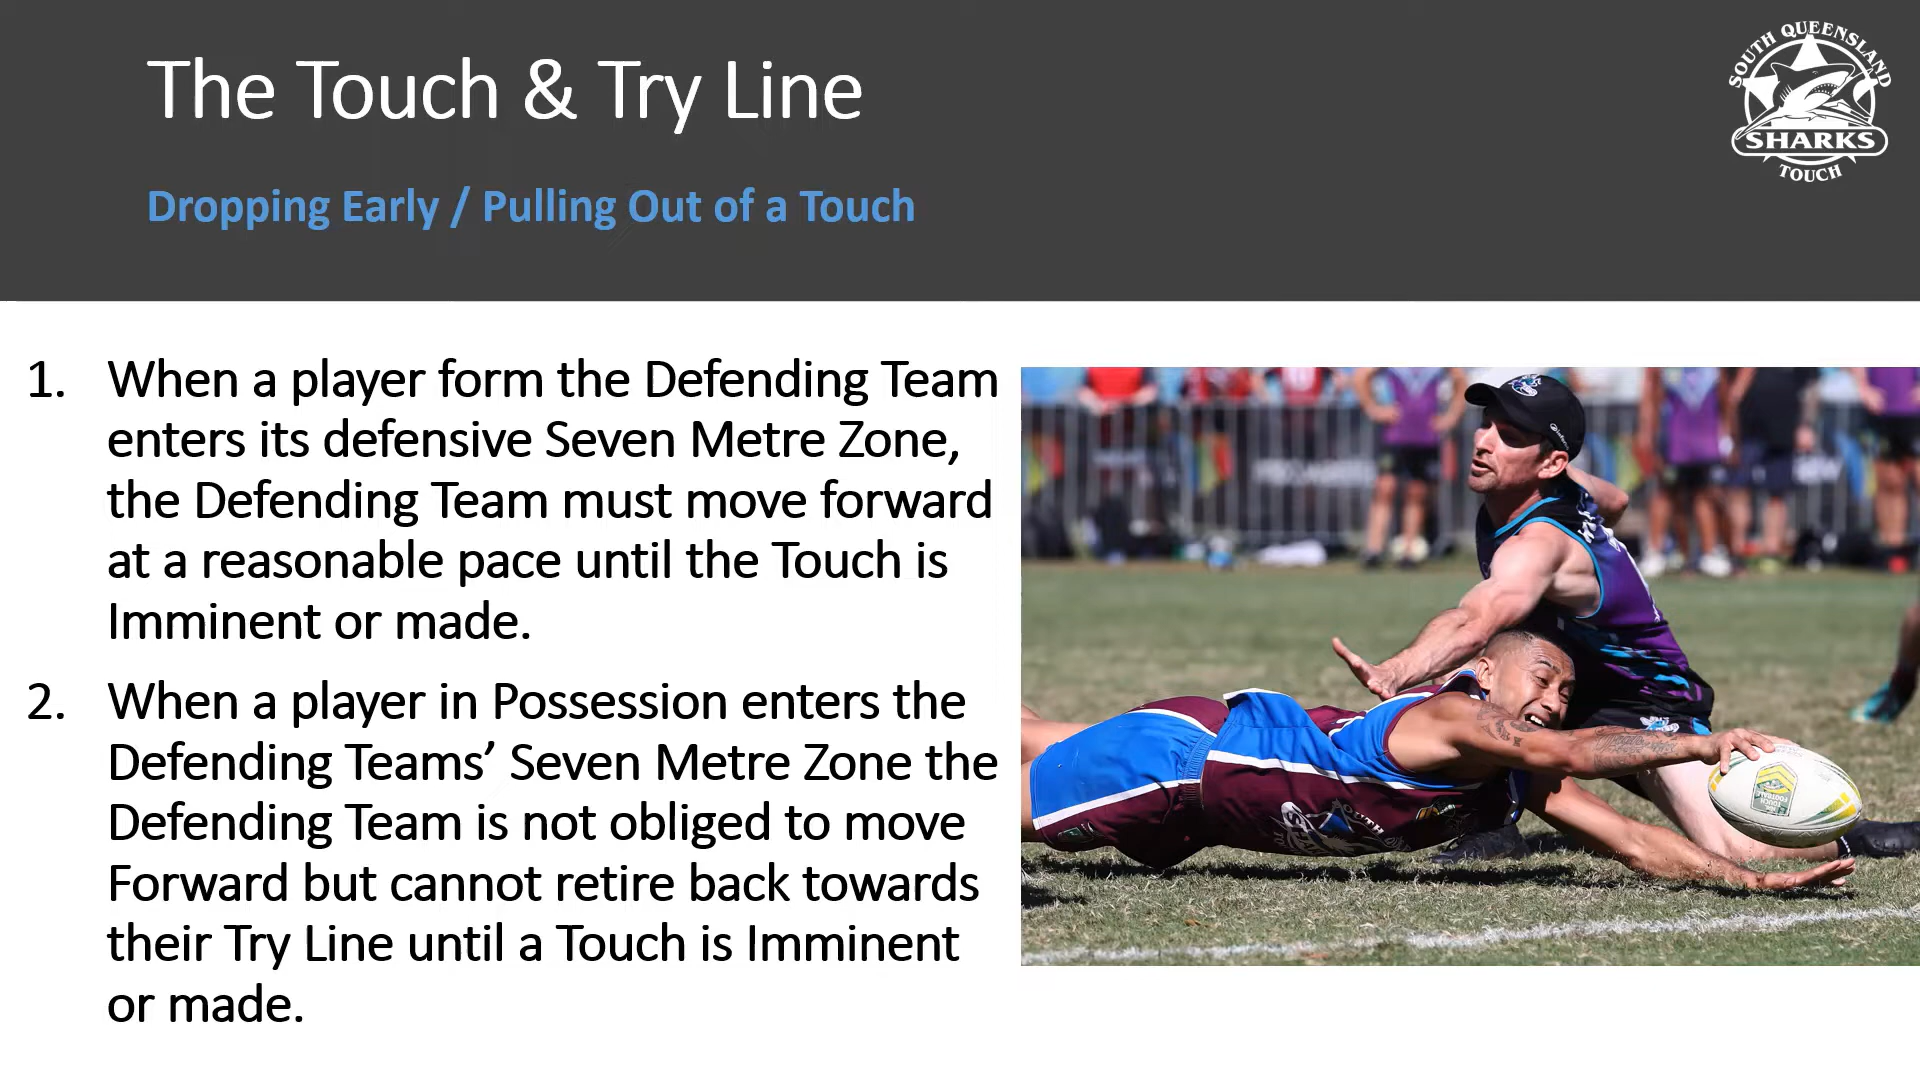 The Touch & Try Line
Dropping Early / Pulling Out of a Touch
SOUTH QUEENSLAND
SHARKS
TOUCH
1. When a player form the Defending Team
enters its defensive Seven Metre Zone,
the Defending Team must move forward
at a reasonable pace until the Touch is
Imminent or made.
2. When a player in Possession enters the
Defending Teams’ Seven Metre Zone the
Defending Team is not obliged to move
Forward but cannot retire back towards
their Try Line until a Touch is Imminent
or made.